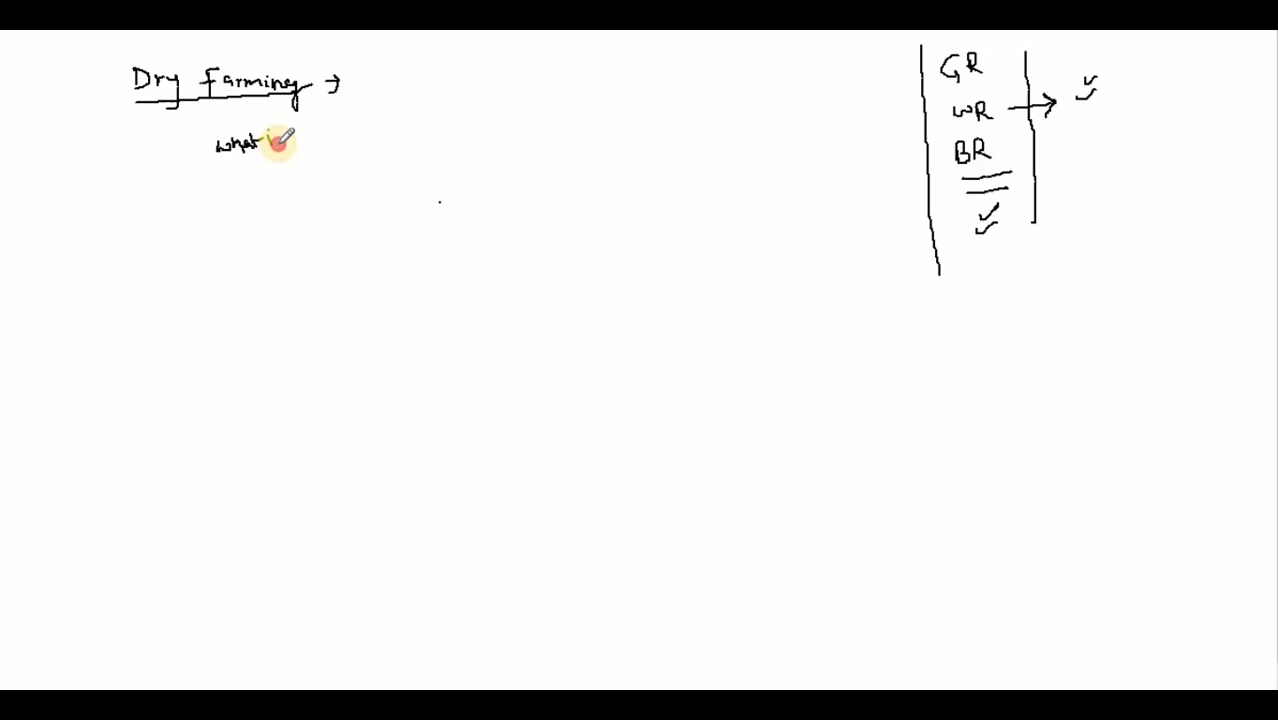 Dry Farming →
what i
GR
WR →
BR